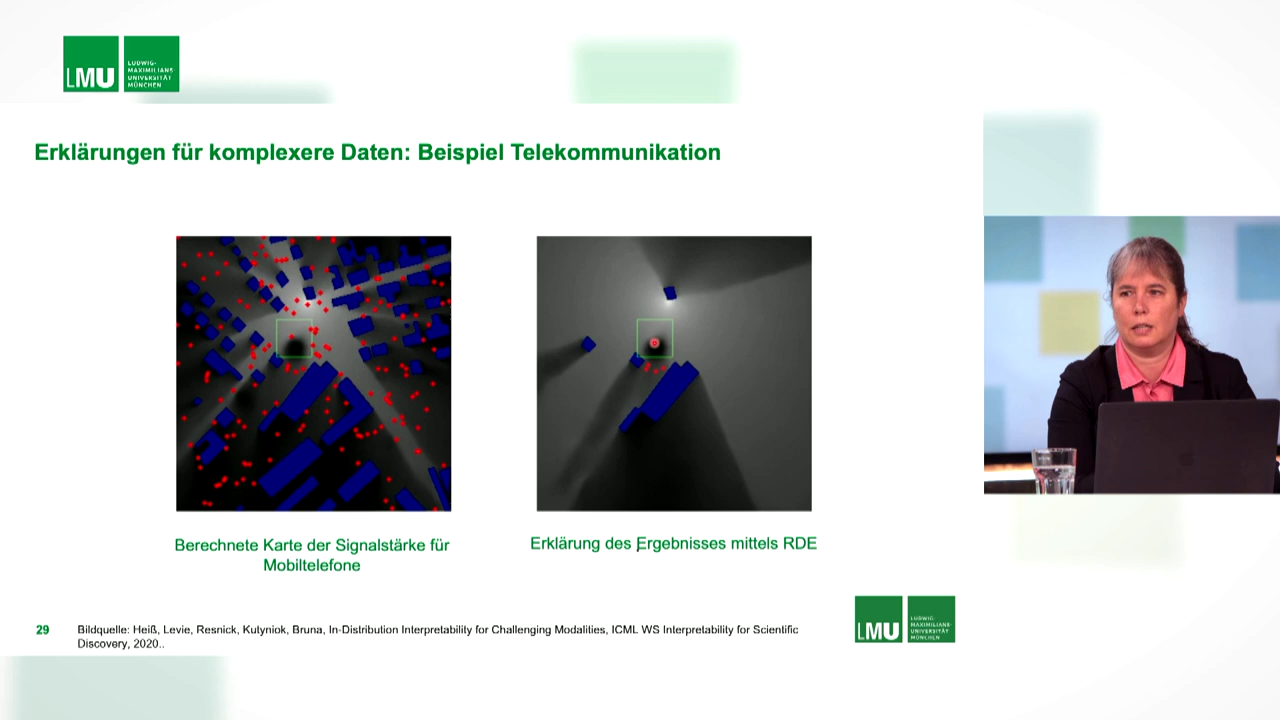 LMU
LUDWIG-
MAXIMILIANS-
UNIVERSITÄT
MÜNCHEN
Erklärungen für komplexere Daten: Beispiel Telekommunikation
Berechnete Karte der Signalstärke für
Mobiltelefone
Erklärung des Ergebnisses mittels RDE
29
Bildquelle: Heiß, Levie, Resnick, Kutyniok, Bruna, In-Distribution Interpretability for Challenging Modalities, ICML WS Interpretability for Scientific
Discovery, 2020..
LMU
LUDWIG-
MAXIMILIANS-
UNIVERSITÄT
MÜNCHEN